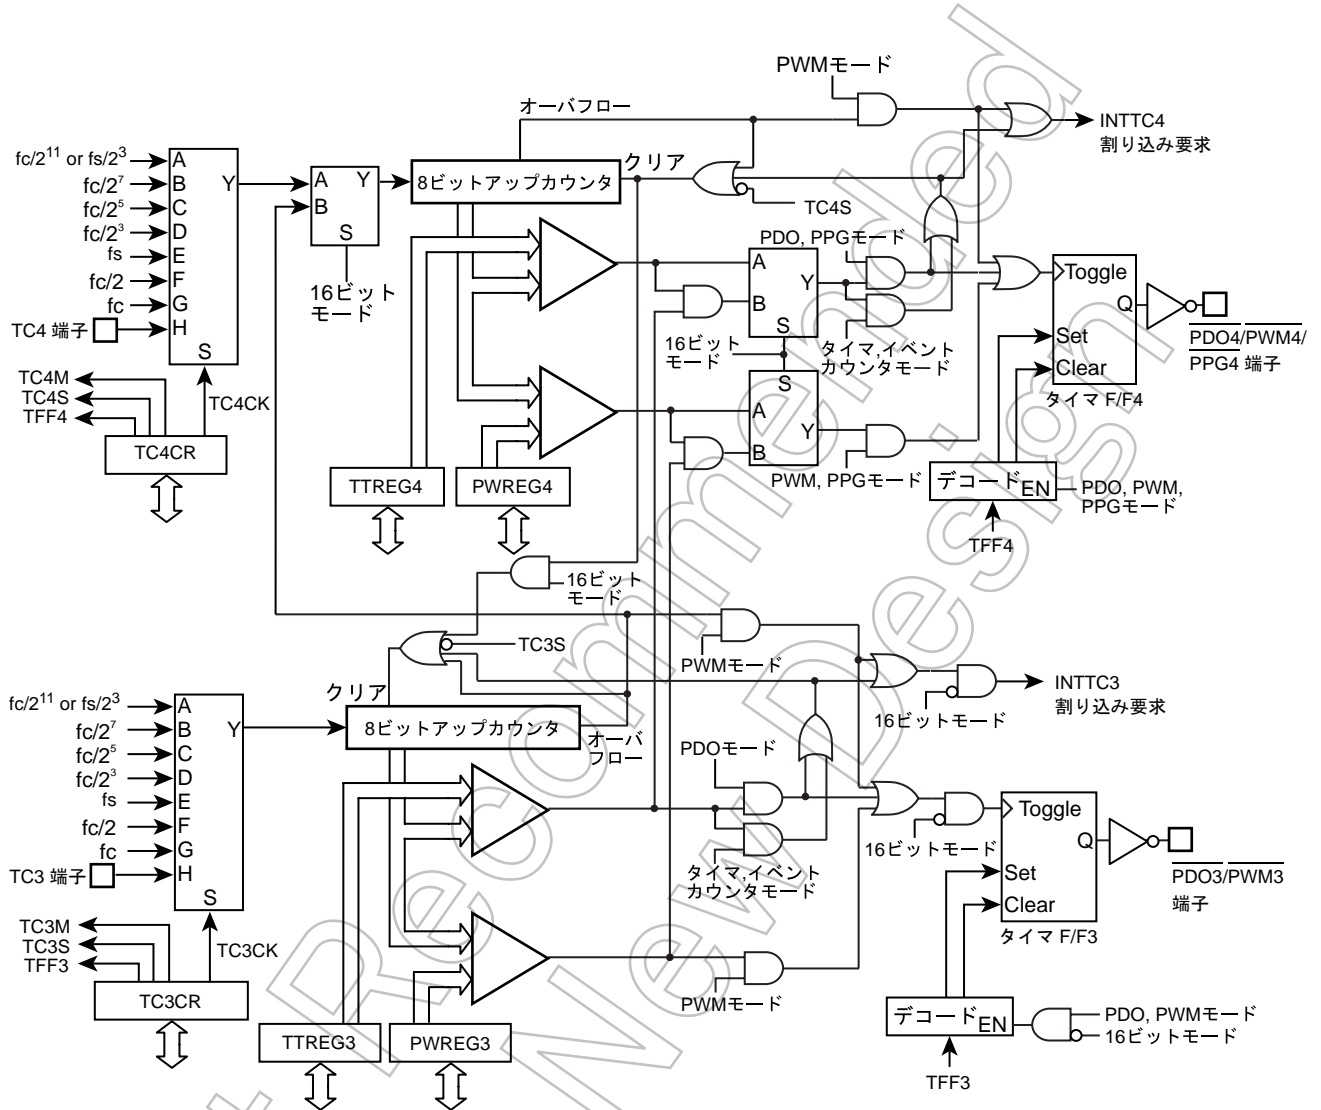 PWMモード
オーバフロー
INTTC4
割り込み要求
クリア
fc/2¹¹ or fs/2³
fc/2⁷
fc/2⁵
fc/2³
fs
fc/2
fc
TC4 端子
A
B
C
D
E
F
G
H
Y
S
A
B
Y
S
8ビットアップカウンタ
16ビット
モード
TC4S
PDO, PPGモード
A
B
Y
S
16ビット
モード
タイマ,イベント
カウンタモード
S
A
Y
B
PWM, PPGモード
Toggle
Q
Set
Clear
タイマ F/F4
PDO4/PWM4/
PPG4 端子
TC4M
TC4S
TFF4
TC4CK
TC4CR
TTREG4
PWREG4
デコード EN
PDO, PWM,
PPGモード
TFF4
16ビット
モード
TC3S
PWMモード
INTTC3
割り込み要求
16ビットモード
クリア
fc/2¹¹ or fs/2³
fc/2⁷
fc/2⁵
fc/2³
fs
fc/2
fc
TC3 端子
A
B
C
D
E
F
G
H
Y
S
8ビットアップカウンタ
オーバ
フロー
PDOモード
タイマ,イベント
カウンタモード
16ビットモード
Toggle
Q
Set
Clear
タイマ F/F3
PDO3/PWM3
端子
TC3M
TC3S
TFF3
TC3CK
TC3CR
TTREG3
PWREG3
PWMモード
デコード EN
PDO, PWMモード
16ビットモード
TFF3
Recommended
New Design